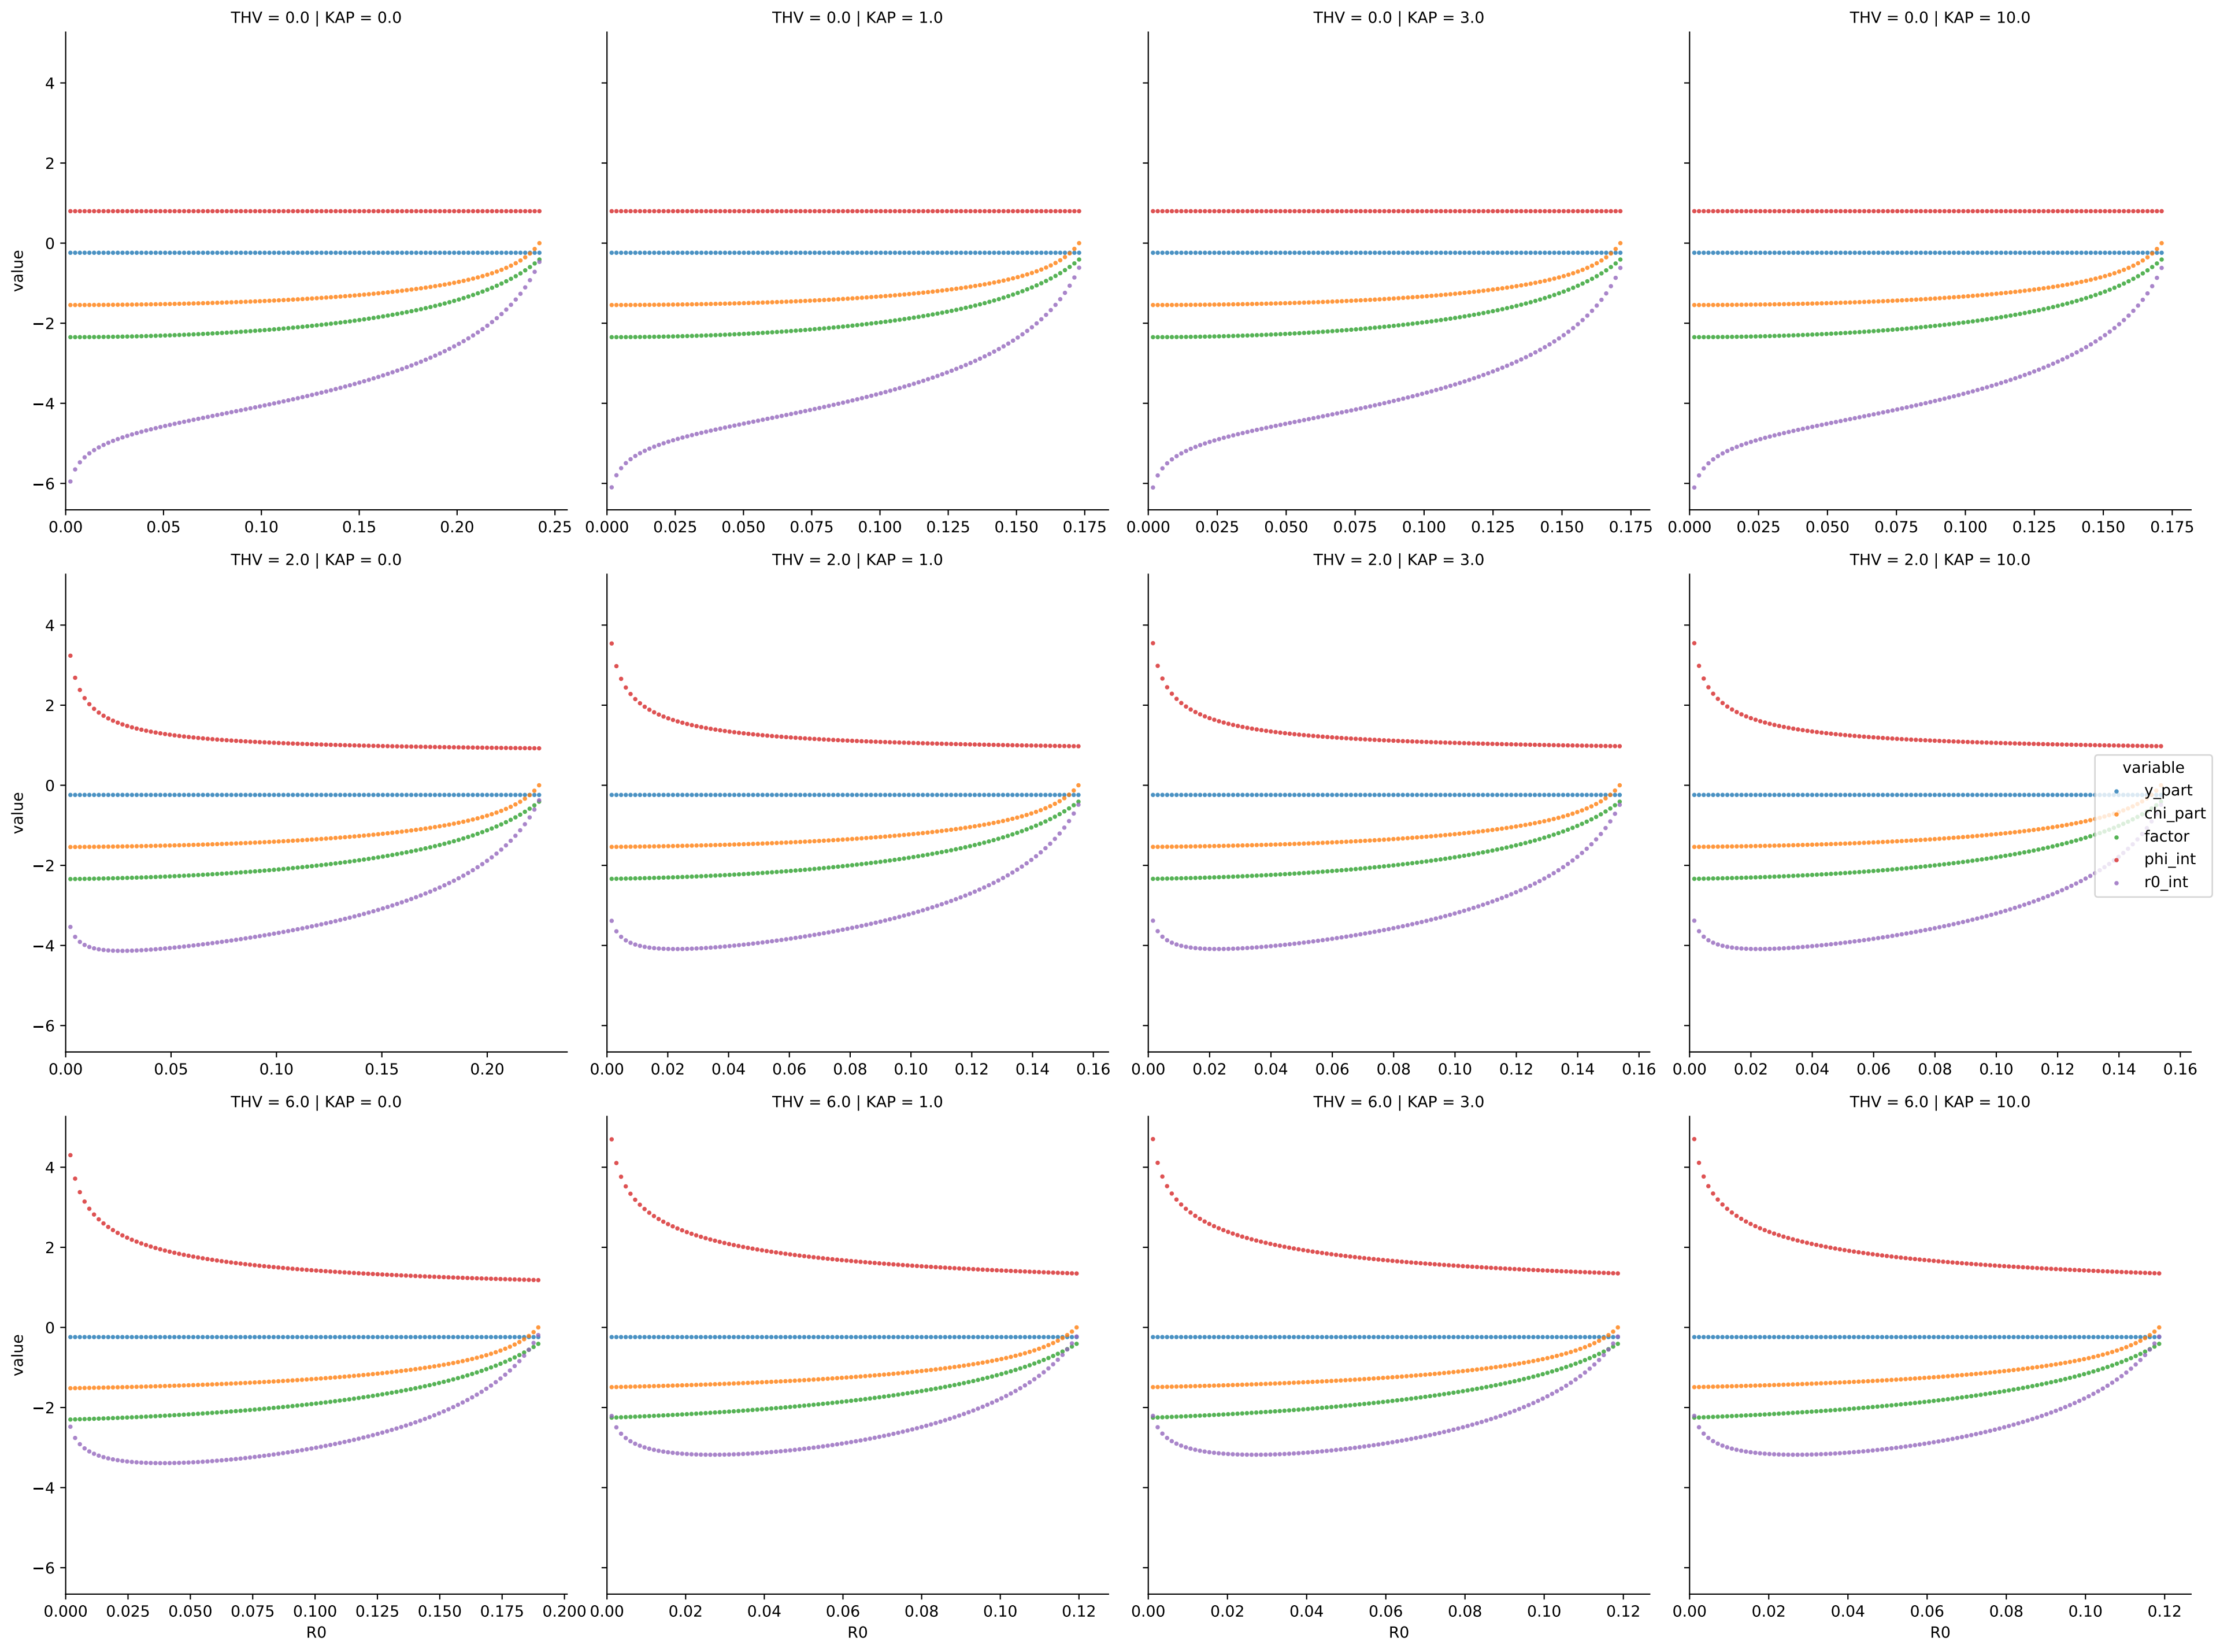 THV = 0.0 | KAP = 0.0
THV = 0.0 | KAP = 1.0
THV = 0.0 | KAP = 3.0
THV = 0.0 | KAP = 10.0
value
4
2
0
−2
−4
−6
0.00 0.05 0.10 0.15 0.20 0.25
0.000 0.025 0.050 0.075 0.100 0.125 0.150 0.175
0.000 0.025 0.050 0.075 0.100 0.125 0.150 0.175
0.000 0.025 0.050 0.075 0.100 0.125 0.150 0.175
THV = 2.0 | KAP = 0.0
THV = 2.0 | KAP = 1.0
THV = 2.0 | KAP = 3.0
THV = 2.0 | KAP = 10.0
value
4
2
0
−2
−4
−6
variable
y_part
chi_part
factor
phi_int
r0_int
0.00 0.05 0.10 0.15 0.20
0.00 0.02 0.04 0.06 0.08 0.10 0.12 0.14 0.16
0.00 0.02 0.04 0.06 0.08 0.10 0.12 0.14 0.16
0.00 0.02 0.04 0.06 0.08 0.10 0.12 0.14 0.16
THV = 6.0 | KAP = 0.0
THV = 6.0 | KAP = 1.0
THV = 6.0 | KAP = 3.0
THV = 6.0 | KAP = 10.0
value
4
2
0
−2
−4
−6
0.000 0.025 0.050 0.075 0.100 0.125 0.150 0.175 0.200
0.00 0.02 0.04 0.06 0.08 0.10 0.12
0.00 0.02 0.04 0.06 0.08 0.10 0.12
0.00 0.02 0.04 0.06 0.08 0.10 0.12
R0
R0
R0
R0